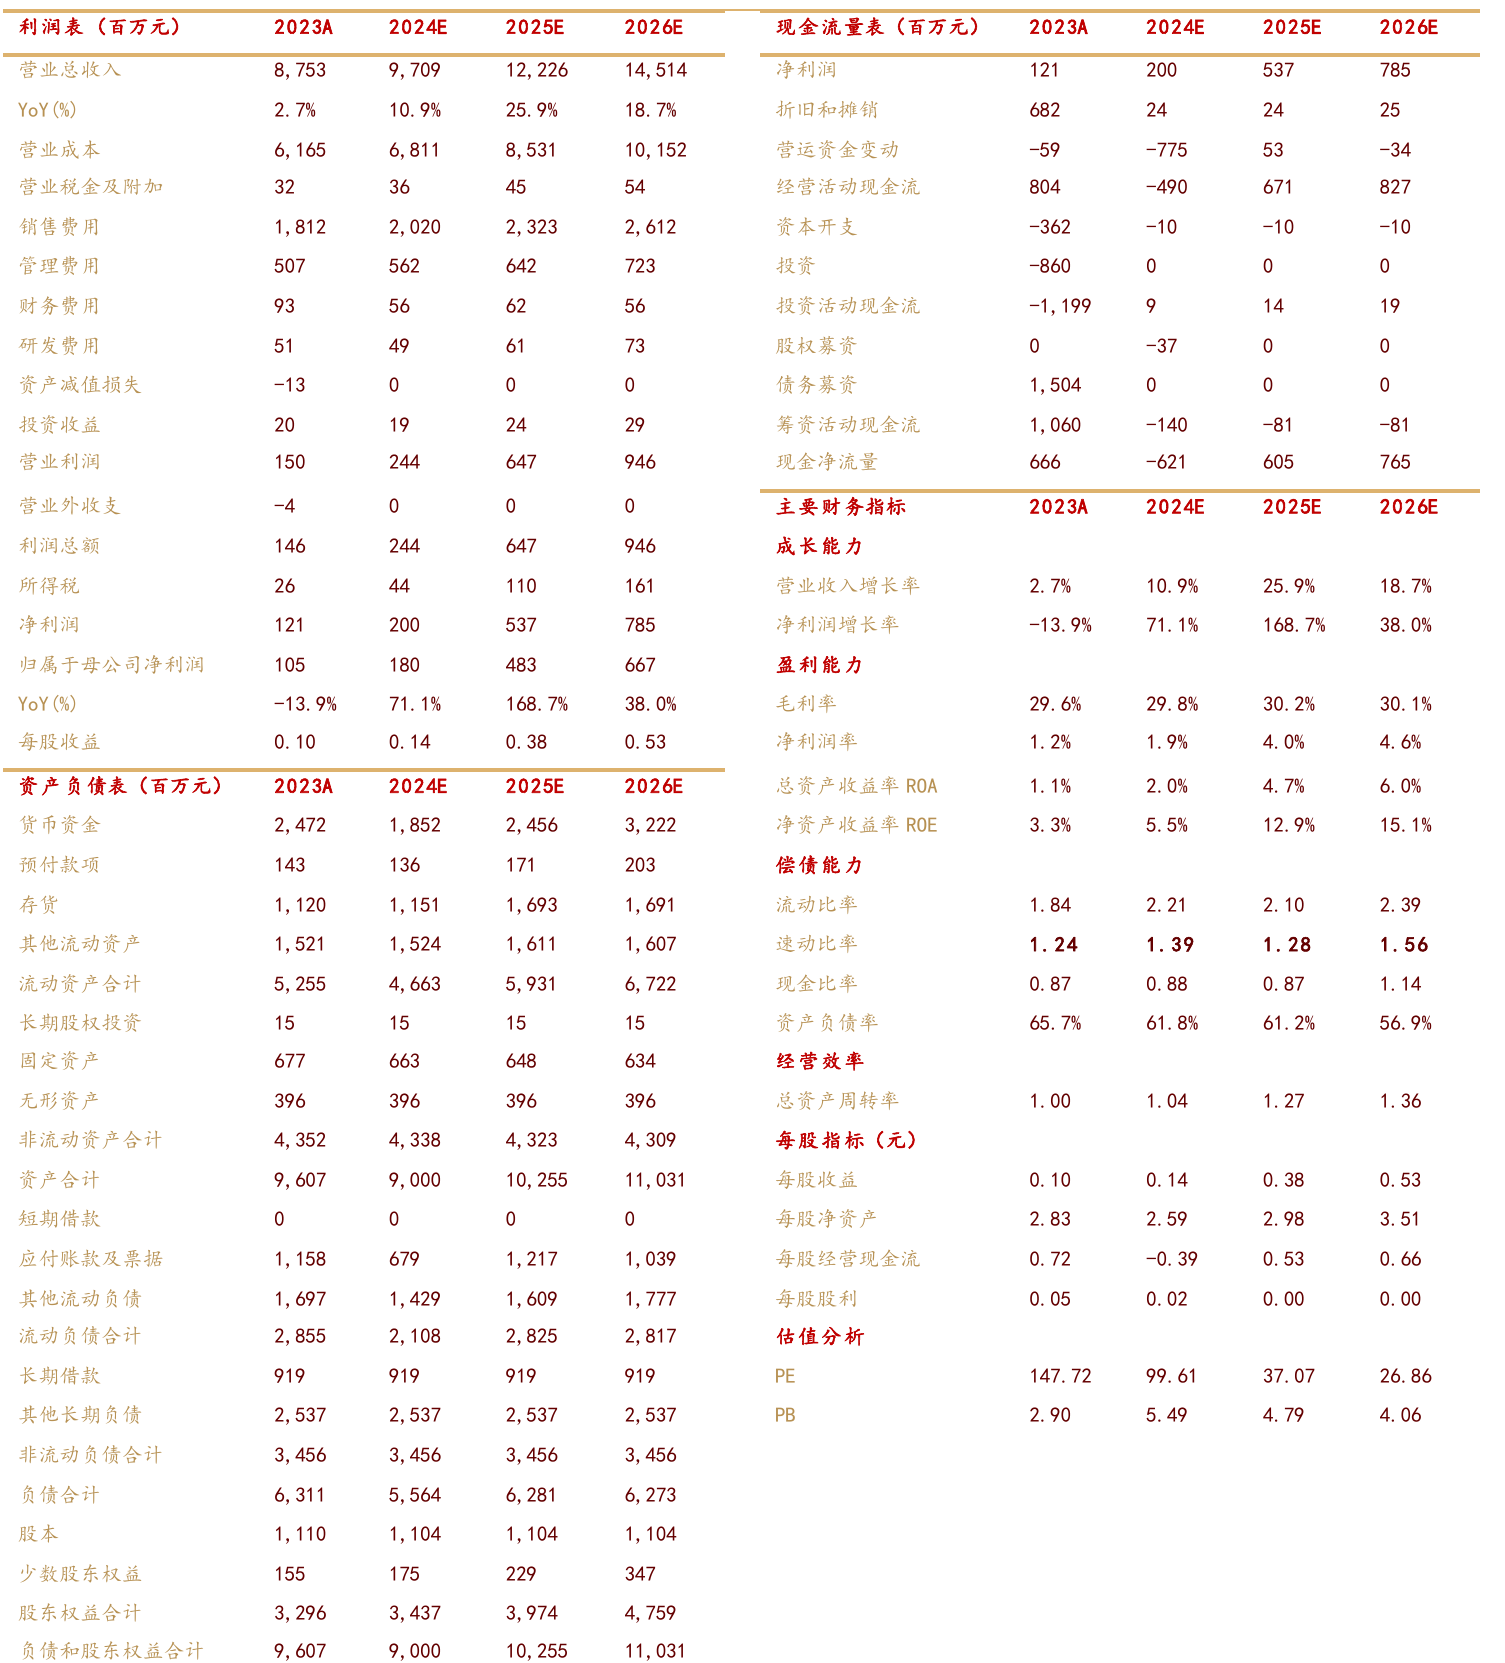 利润表（百万元） 2023A 2024E 2025E 2026E
营业总收入 8,753 9,709 12,226 14,514
YoY(%) 2.7% 10.9% 25.9% 18.7%
营业成本 6,165 6,811 8,531 10,152
营业税金及附加 32 36 45 54
销售费用 1,812 2,020 2,323 2,612
管理费用 507 562 642 723
财务费用 93 56 62 56
研发费用 51 49 61 73
资产减值损失 -13 0 0 0
投资收益 20 19 24 29
营业利润 150 244 647 946
营业外收支 -4 0 0 0
利润总额 146 244 647 946
所得税 26 44 110 161
净利润 121 200 537 785
归属于母公司净利润 105 180 483 667
YoY(%) -13.9% 71.1% 168.7% 38.0%
每股收益 0.10 0.14 0.38 0.53
资产负债表（百万元） 2023A 2024E 2025E 2026E
货币资金 2,472 1,852 2,456 3,222
预付款项 143 136 171 203
存货 1,120 1,151 1,693 1,691
其他流动资产 1,521 1,524 1,611 1,607
流动资产合计 5,255 4,663 5,931 6,722
长期股权投资 15 15 15 15
固定资产 677 663 648 634
无形资产 396 396 396 396
非流动资产合计 4,352 4,338 4,323 4,309
资产合计 9,607 9,000 10,255 11,031
短期借款 0 0 0 0
应付账款及票据 1,158 679 1,217 1,039
其他流动负债 1,697 1,429 1,609 1,777
流动负债合计 2,855 2,108 2,825 2,817
长期借款 919 919 919 919
其他长期负债 2,537 2,537 2,537 2,537
非流动负债合计 3,456 3,456 3,456 3,456
负债合计 6,311 5,564 6,281 6,273
股本 1,110 1,104 1,104 1,104
少数股东权益 155 175 229 347
股东权益合计 3,296 3,437 3,974 4,759
负债和股东权益合计 9,607 9,000 10,255 11,031
现金流量表（百万元） 2023A 2024E 2025E 2026E
净利润 121 200 537 785
折旧和摊销 682 24 24 25
营运资金变动 -59 -775 53 -34
经营活动现金流 804 -490 671 827
资本开支 -362 -10 -10 -10
投资 -860 0 0 0
投资活动现金流 -1,199 9 14 19
股权募资 0 -37 0 0
债务募资 1,504 0 0 0
筹资活动现金流 1,060 -140 -81 -81
现金净流量 666 -621 605 765
主要财务指标 2023A 2024E 2025E 2026E
成长能力
营业收入增长率 2.7% 10.9% 25.9% 18.7%
净利润增长率 -13.9% 71.1% 168.7% 38.0%
盈利能力
毛利率 29.6% 29.8% 30.2% 30.1%
净利润率 1.2% 1.9% 4.0% 4.6%
总资产收益率 ROA 1.1% 2.0% 4.7% 6.0%
净资产收益率 ROE 3.3% 5.5% 12.9% 15.1%
偿债能力
流动比率 1.84 2.21 2.10 2.39
速动比率 1.24 1.39 1.28 1.56
现金比率 0.87 0.88 0.87 1.14
资产负债率 65.7% 61.8% 61.2% 56.9%
经营效率
总资产周转率 1.00 1.04 1.27 1.36
每股指标（元）
每股收益 0.10 0.14 0.38 0.53
每股净资产 2.83 2.59 2.98 3.51
每股经营现金流 0.72 -0.39 0.53 0.66
每股股利 0.05 0.02 0.00 0.00
估值分析
PE 147.72 99.61 37.07 26.86
PB 2.90 5.49 4.79 4.06